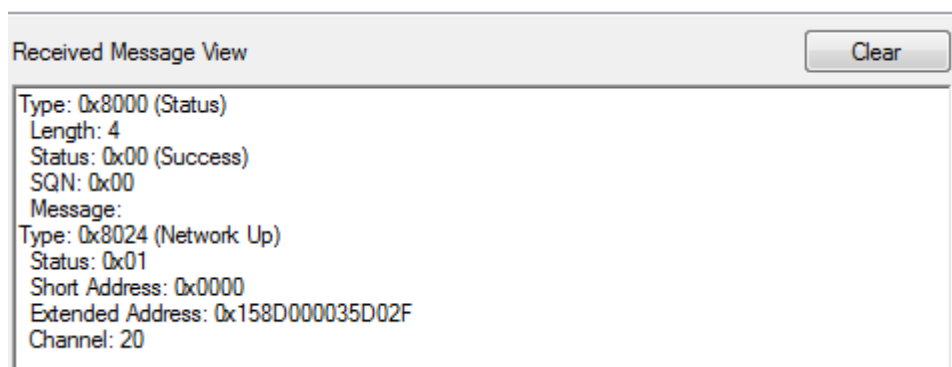 Received Message View
Clear
Type: 0x8000 (Status)
Length: 4
Status: 0x00 (Success)
SQN: 0x00
Message:
Type: 0x8024 (Network Up)
Status: 0x01
Short Address: 0x0000
Extended Address: 0x158D000035D02F
Channel: 20